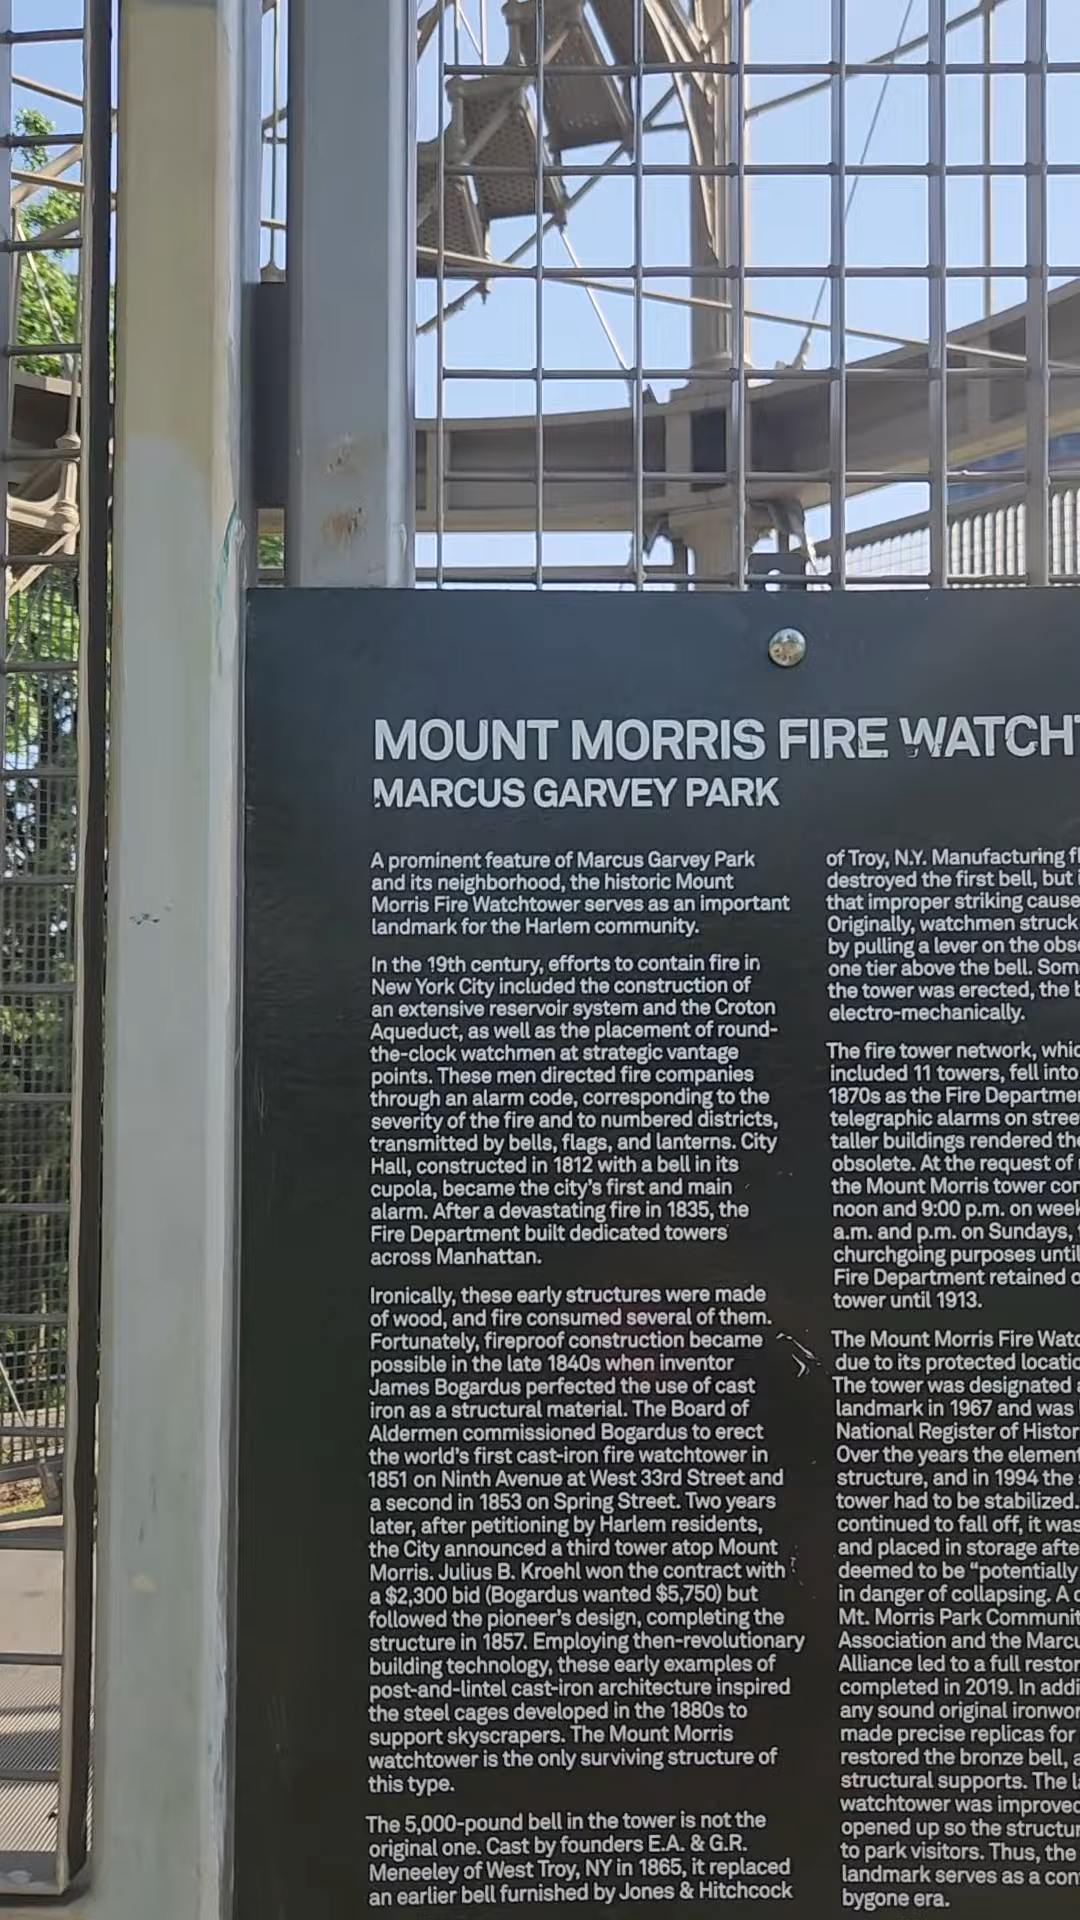 MOUNT MORRIS FIRE WATCHT
MARCUS GARVEY PARK
A prominent feature of Marcus Garvey Park
and its neighborhood, the historic Mount
Morris Fire Watchtower serves as an important
landmark for the Harlem community.
In the 19th century, efforts to contain fire in
New York City included the construction of
an extensive reservoir system and the Croton
Aqueduct, as well as the placement of round-
the-clock watchmen at strategic vantage
points. These men directed fire companies
through an alarm code, corresponding to the
severity of the fire and to numbered districts,
transmitted by bells, flags, and lanterns. City
Hall, constructed in 1812 with a bell in its
cupola, became the city's first and main
alarm. After a devastating fire in 1835, the
Fire Department built dedicated towers
across Manhattan.
Ironically, these early structures were made
of wood, and fire consumed several of them.
Fortunately, fireproof construction became
possible in the late 1840s when inventor
James Bogardus perfected the use of cast
iron as a structural material. The Board of
Aldermen commissioned Bogardus to erect
the world's first cast-iron fire watchtower in
1851 on Ninth Avenue at West 33rd Street and
a second in 1853 on Spring Street. Two years
later, after petitioning by Harlem residents,
the City announced a third tower atop Mount
Morris. Julius B. Kroehl won the contract with
a $2,300 bid (Bogardus wanted $5,750) but
followed the pioneer's design, completing the
structure in 1857. Employing then-revolutionary
building technology, these early examples of
post-and-lintel cast-iron architecture inspired
the steel cages developed in the 1880s to
support skyscrapers. The Mount Morris
watchtower is the only surviving structure of
this type.
The 5,000-pound bell in the tower is not the
original one. Cast by founders E.A. & G.R.
Meneeley of West Troy, NY in 1865, it replaced
an earlier bell furnished by Jones & Hitchcock
of Troy, N.Y. Manufacturing fl
destroyed the first bell, but i
that improper striking cause
Originally, watchmen struck
by pulling a lever on the obse
one tier above the bell. Som
the tower was erected, the b
electro-mechanically.
The fire tower network, whic
included 11 towers, fell into
1870s as the Fire Departmen
telegraphic alarms on stree
taller buildings rendered the
obsolete. At the request of
the Mount Morris tower con
noon and 9:00 p.m. on week
a.m. and p.m. on Sundays,
churchgoing purposes until
Fire Department retained o
tower until 1913.
The Mount Morris Fire Watc
due to its protected locatio
The tower was designated a
landmark in 1967 and was
National Register of Histor
Over the years the element
structure, and in 1994 the
tower had to be stabilized.
continued to fall off, it was
and placed in storage afte
deemed to be "potentially
in danger of collapsing. A c
Mt. Morris Park Communit
Association and the Marcu
Alliance led to a full restor
completed in 2019. In addi
any sound original ironwor
made precise replicas for
restored the bronze bell, a
structural supports. The la
watchtower was improved
opened up so the structur
to park visitors. Thus, the
landmark serves as a con
bygone era.